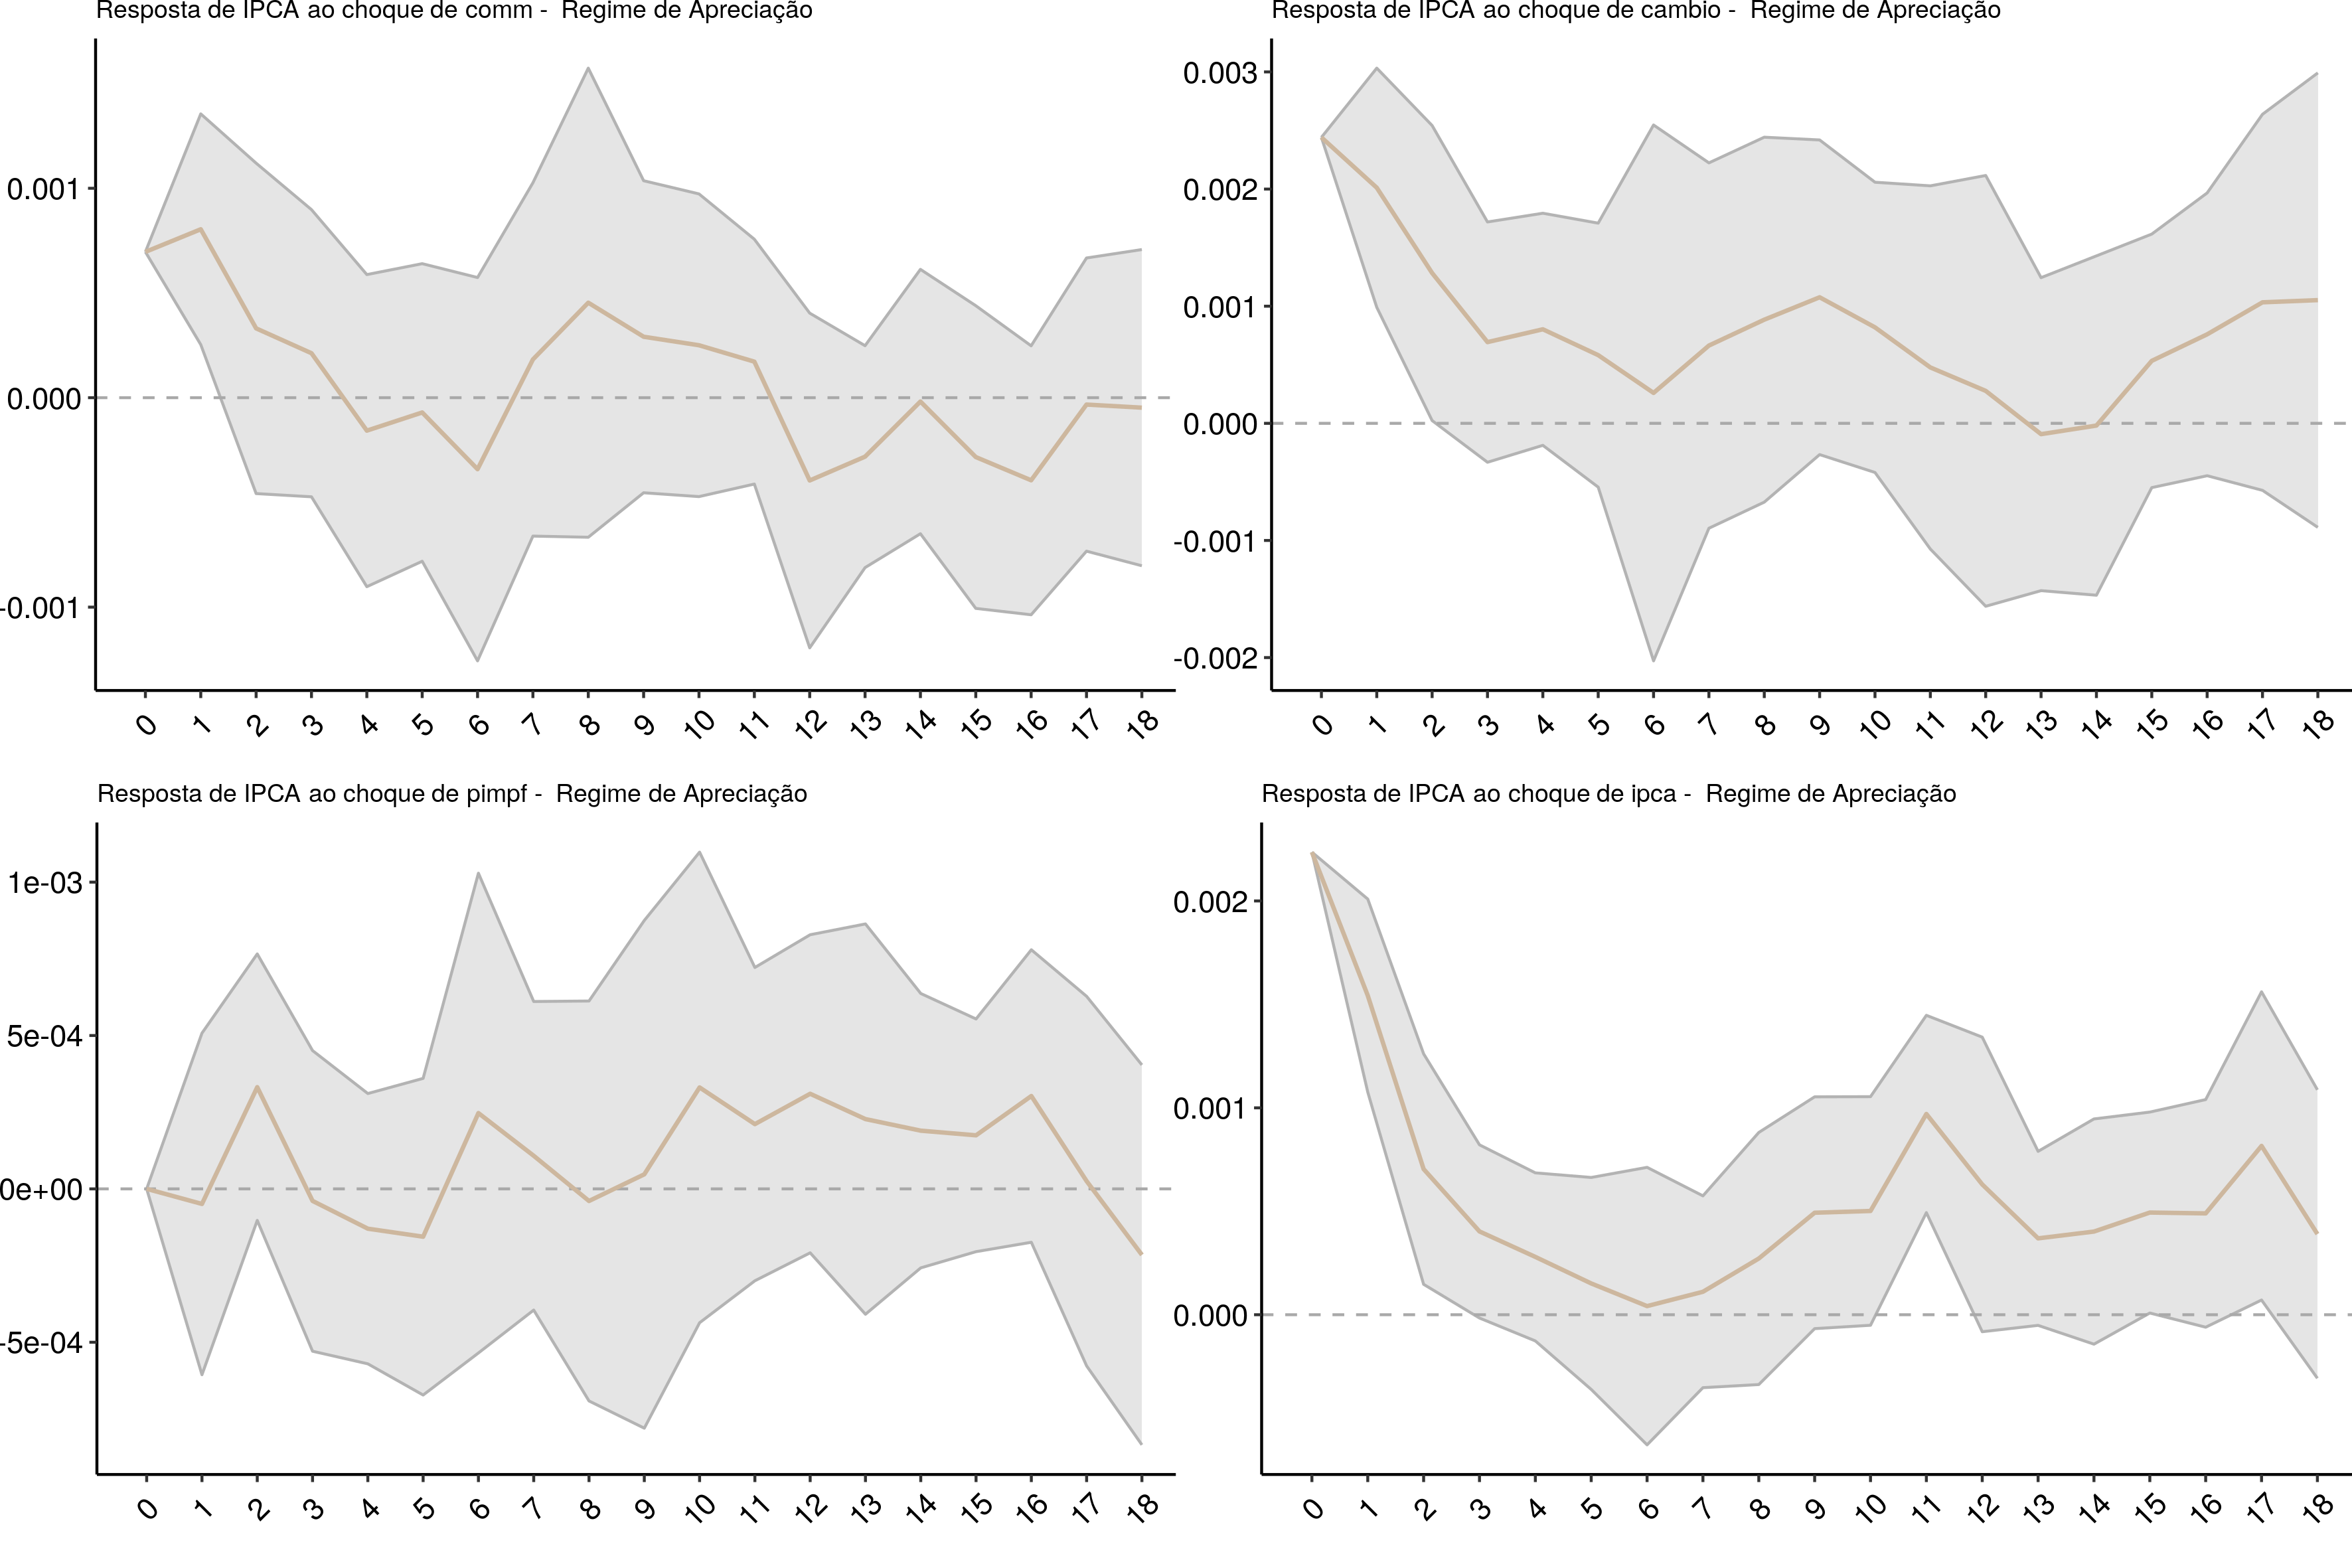 Resposta de IPCA ao choque de comm -  Regime de Apreciação
0.001
0.000
-0.001
0 1 2 3 4 5 6 7 8 9 10 11 12 13 14 15 16 17 18
Resposta de IPCA ao choque de cambio -  Regime de Apreciação
0.003
0.002
0.001
0.000
-0.001
-0.002
0 1 2 3 4 5 6 7 8 9 10 11 12 13 14 15 16 17 18
Resposta de IPCA ao choque de pimpf -  Regime de Apreciação
1e-03
5e-04
0e+00
-5e-04
0 1 2 3 4 5 6 7 8 9 10 11 12 13 14 15 16 17 18
Resposta de IPCA ao choque de ipca -  Regime de Apreciação
0.002
0.001
0.000
0 1 2 3 4 5 6 7 8 9 10 11 12 13 14 15 16 17 18